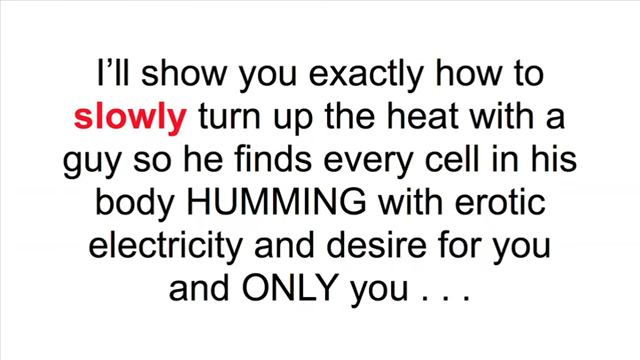 I’ll show you exactly how to
slowly turn up the heat with a
guy so he finds every cell in his
body HUMMING with erotic
electricity and desire for you
and ONLY you . . .